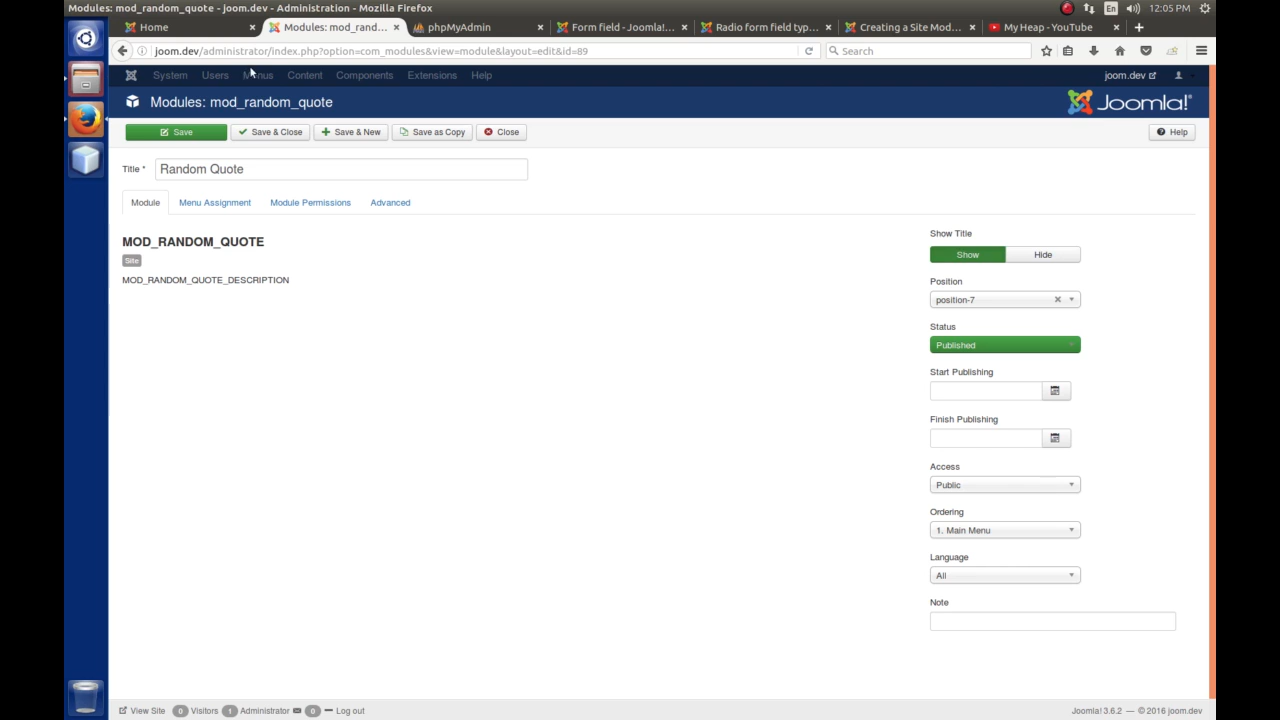 Modules: mod_random_quote - joom.dev - Administration - Mozilla Firefox
En 12:05 PM
Home × Modules: mod_rand... × phpMyAdmin × Form field - Joomla!... × Radio form field typ... × Creating a Site Mod... × My Heap - YouTube ×
joom.dev/administrator/index.php?option=com_modules&view=module&layout=edit&id=89 Search
System Users Menus Content Components Extensions Help joom.dev
Modules: mod_random_quote Joomla!®
Save Save & Close Save & New Save as Copy Close Help
Title * Random Quote
Module Menu Assignment Module Permissions Advanced
MOD_RANDOM_QUOTE
Site
MOD_RANDOM_QUOTE_DESCRIPTION
Show Title
Show Hide
Position
position-7
Status
Published
Start Publishing
Finish Publishing
Access
Public
Ordering
1. Main Menu
Language
All
Note
View Site 0 Visitors 1 Administrator 0 Log out Joomla! 3.6.2 — © 2016 joom.dev